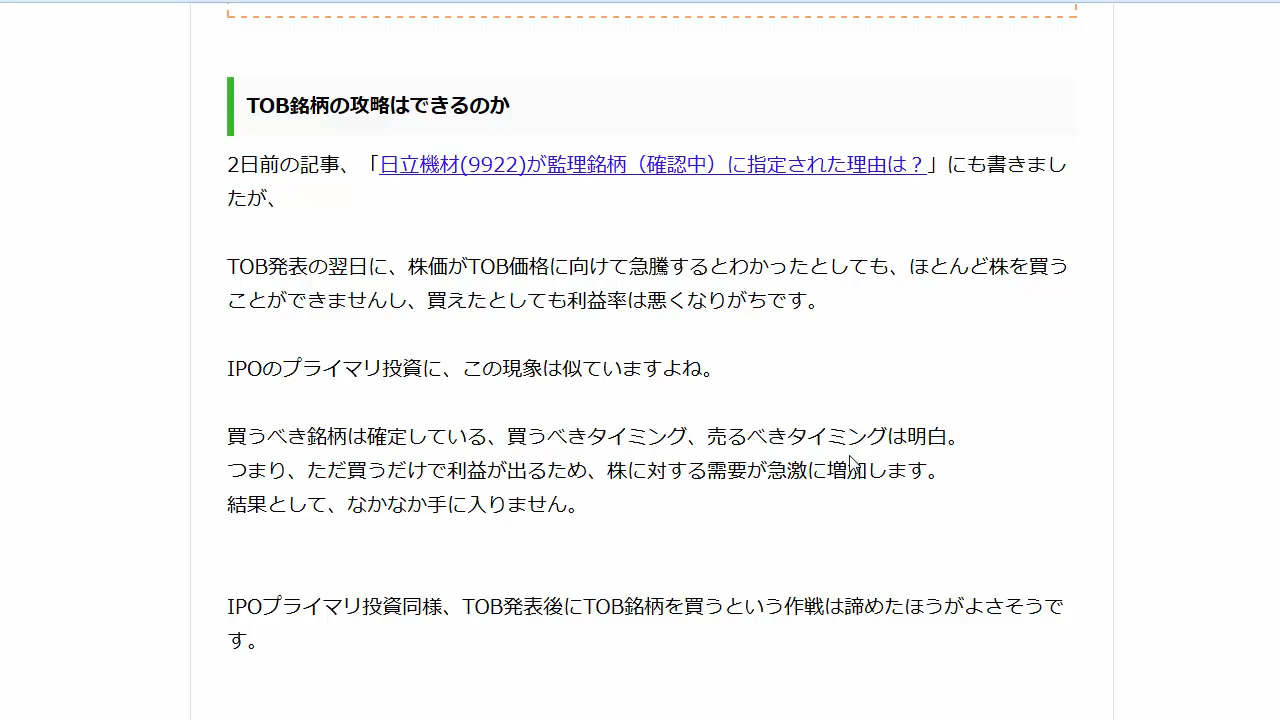 TOB銘柄の攻略はできるのか
2日前の記事、「日立機材(9922)が監理銘柄（確認中）に指定された理由は？」にも書きまし
たが、
TOB発表の翌日に、株価がTOB価格に向けて急騰するとわかったとしても、ほとんど株を買う
ことができませんし、買えたとしても利益率は悪くなりがちです。
IPOのプライマリ投資に、この現象は似ていますよね。
買うべき銘柄は確定している、買うべきタイミング、売るべきタイミングは明白。
つまり、ただ買うだけで利益が出るため、株に対する需要が急激に増加します。
結果として、なかなか手に入りません。
IPOプライマリ投資同様、TOB発表後にTOB銘柄を買うという作戦は諦めたほうがよさそうで
す。